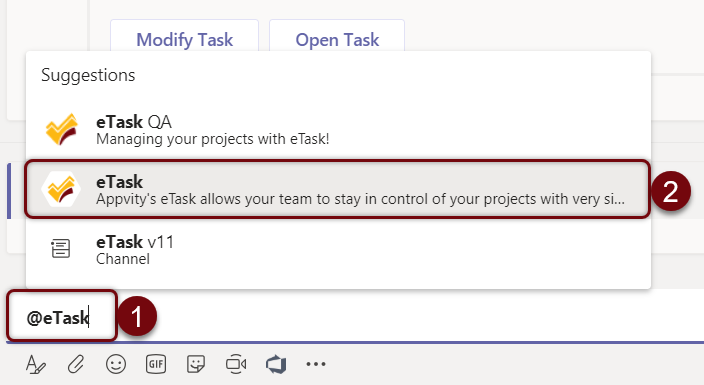 Modify Task
Open Task
Suggestions
eTask QA
Managing your projects with eTask!
eTask
Appvity's eTask allows your team to stay in control of your projects with very si...
2
eTask v11
Channel
@eTask
1
GIF